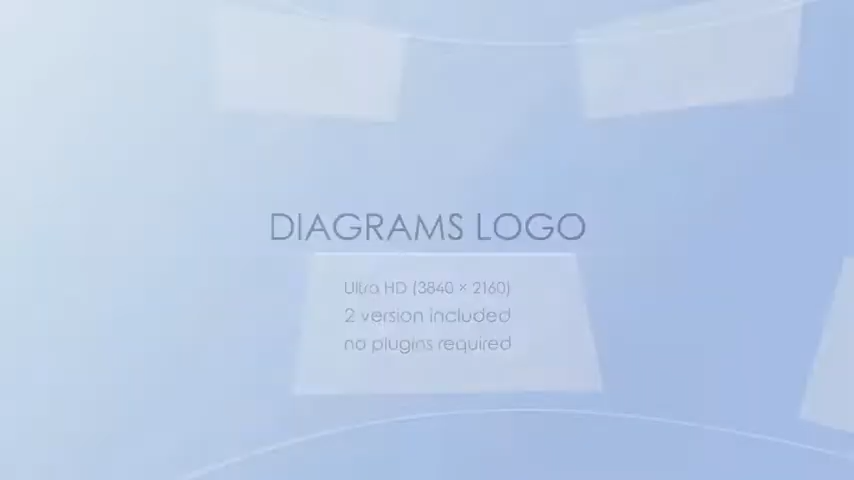 DIAGRAMS LOGO
Ultra HD (3840 × 2160)
2 version included
no plugins required